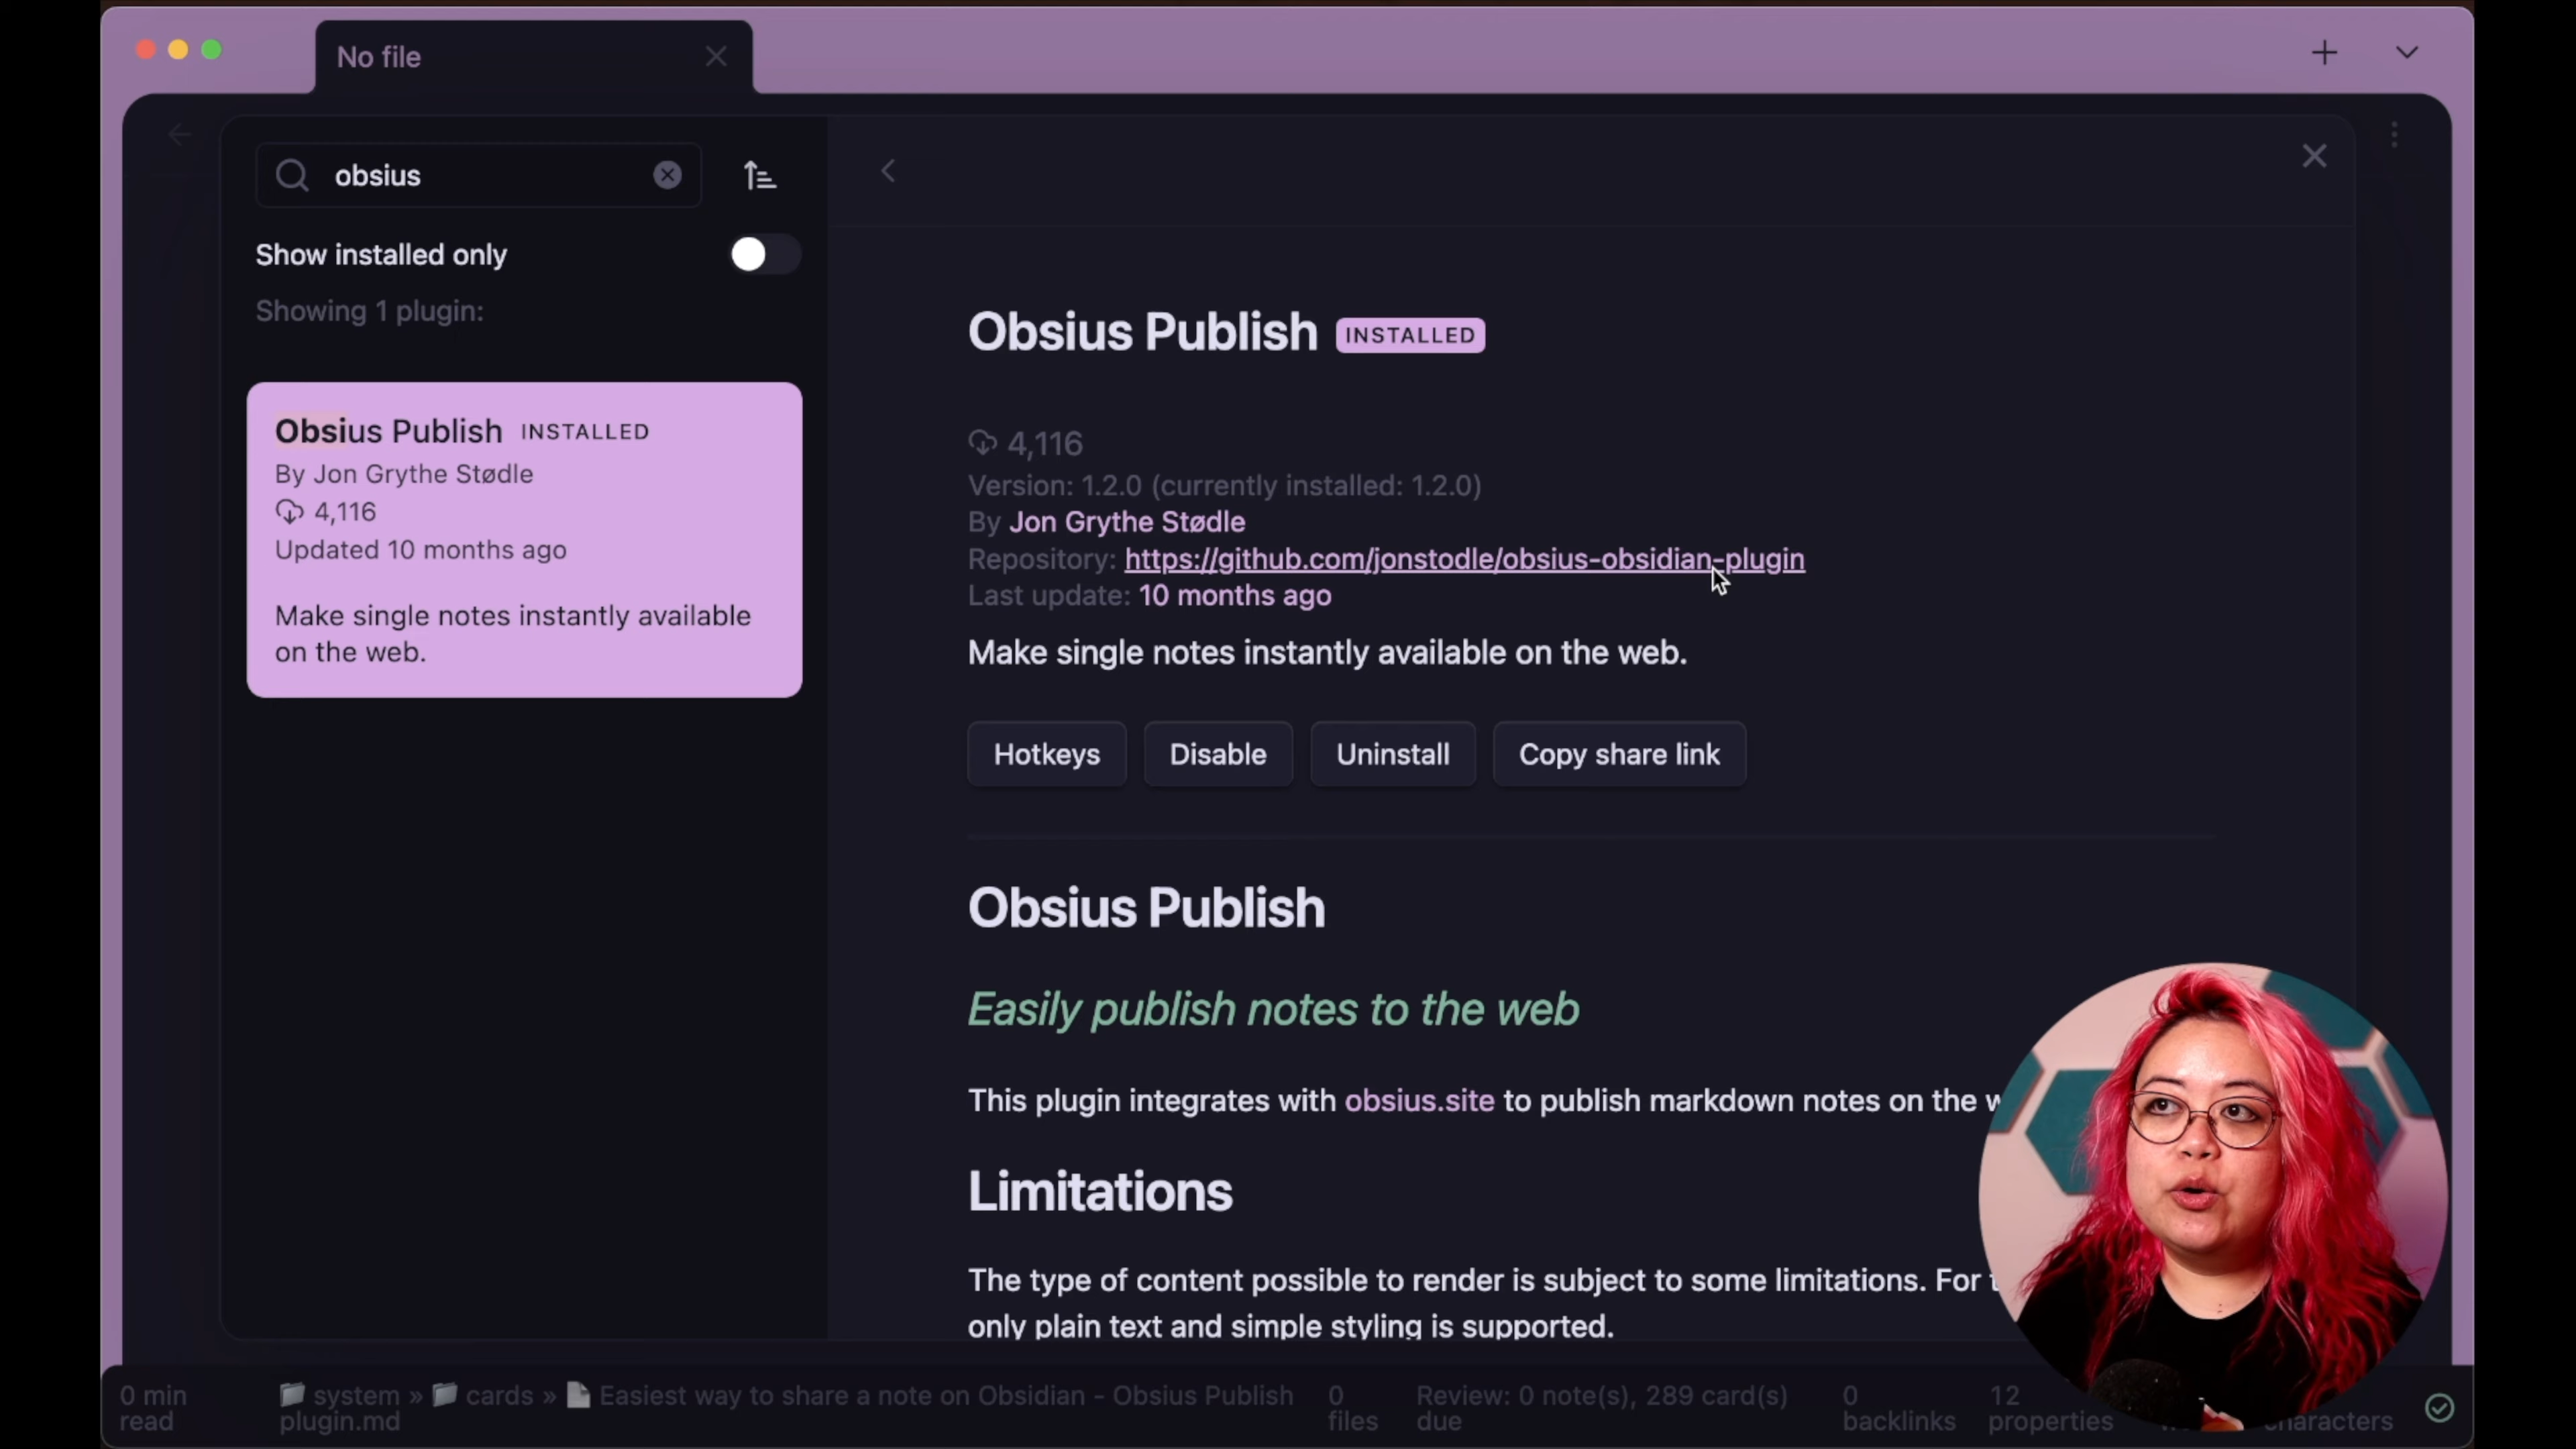 No file
obsius
Show installed only
Showing 1 plugin:
Obsius Publish INSTALLED
By Jon Grythe Stødle
4,116
Updated 10 months ago
Make single notes instantly available
on the web.
Obsius Publish INSTALLED
4,116
Version: 1.2.0 (currently installed: 1.2.0)
By Jon Grythe Stødle
Repository: https://github.com/jonstodle/obsius-obsidian-plugin
Last update: 10 months ago
Make single notes instantly available on the web.
Hotkeys Disable Uninstall Copy share link
Obsius Publish
Easily publish notes to the web
This plugin integrates with obsius.site to publish markdown notes on the
Limitations
The type of content possible to render is subject to some limitations. For
only plain text and simple styling is supported.
0 min
read
system » cards » Easiest way to share a note on Obsidian - Obsius Publish
plugin.md
0
files
Review: 0 note(s), 289 card(s)
due
0
backlinks
12
properties
characters